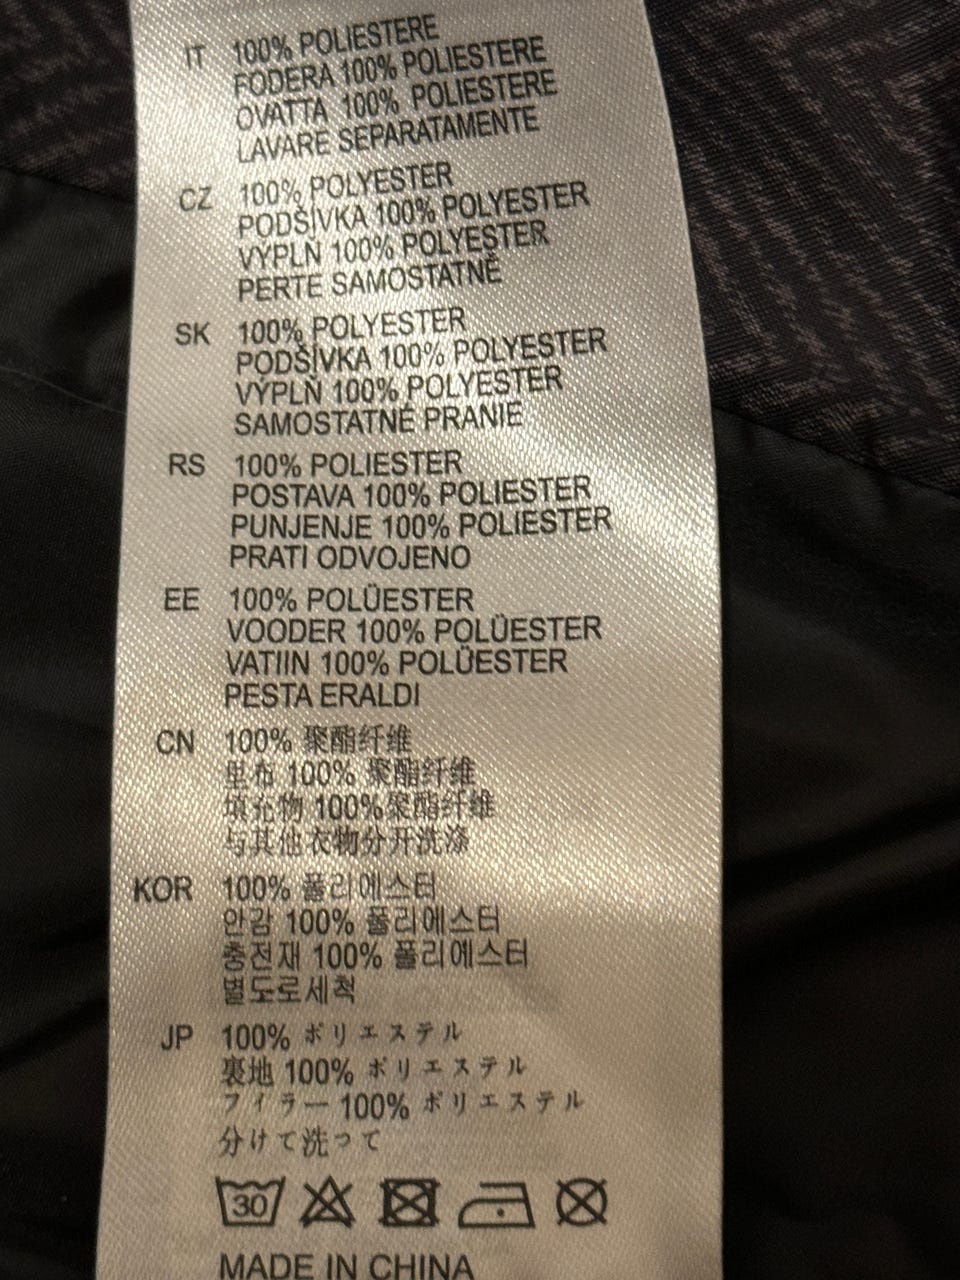 IT 100% POLIESTERE
FODERA 100% POLIESTERE
OVATTA 100% POLIESTERE
LAVARE SEPARATAMENTE
CZ 100% POLYESTER
PODŠÍVKA 100% POLYESTER
VÝPLŇ 100% POLYESTER
PERTE SAMOSTATNĚ
SK 100% POLYESTER
PODŠÍVKA 100% POLYESTER
VÝPLŇ 100% POLYESTER
SAMOSTATNÉ PRANIE
RS 100% POLIESTER
POSTAVA 100% POLIESTER
PUNJENJE 100% POLIESTER
PRATI ODVOJENO
EE 100% POLÜESTER
VOODER 100% POLÜESTER
VATIIN 100% POLÜESTER
PESTA ERALDI
CN 100% 聚酯纤维
里布 100% 聚酯纤维
填充物 100%聚酯纤维
与其他衣物分开洗涤
KOR 100% 폴리에스터
안감 100% 폴리에스터
충전재 100% 폴리에스터
별도로세척
JP 100% ポリエステル
裏地 100% ポリエステル
フィラー 100% ポリエステル
分けて洗って
30
MADE IN CHINA